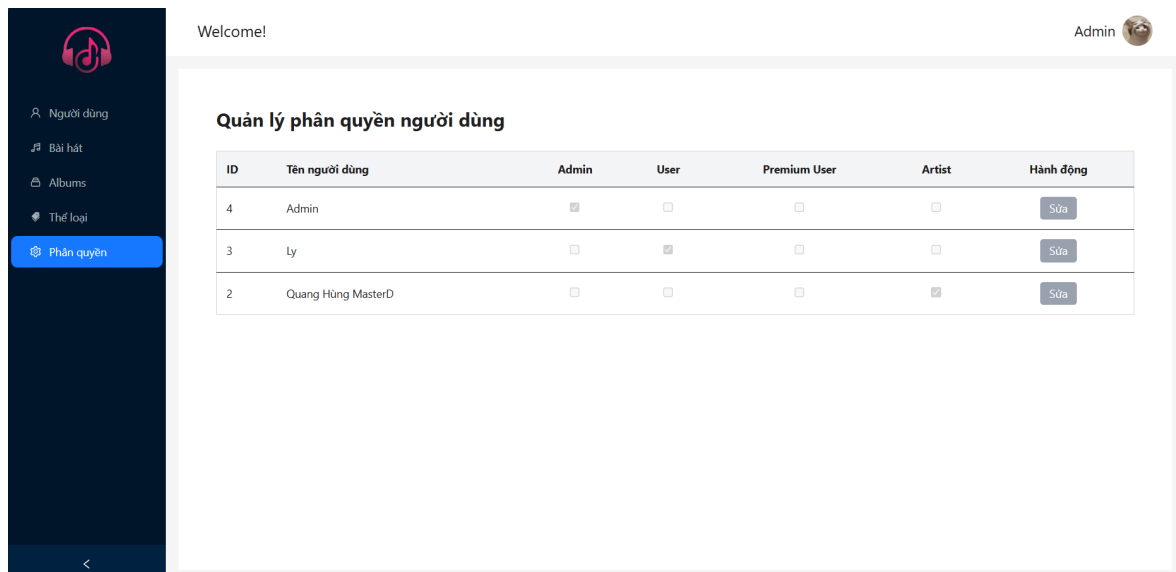 Welcome!
Admin
Người dùng
Bài hát
Albums
Thể loại
Phân quyền
Quản lý phân quyền người dùng
ID Tên người dùng Admin User Premium User Artist Hành động
4 Admin Sửa
3 Ly Sửa
2 Quang Hùng MasterD Sửa